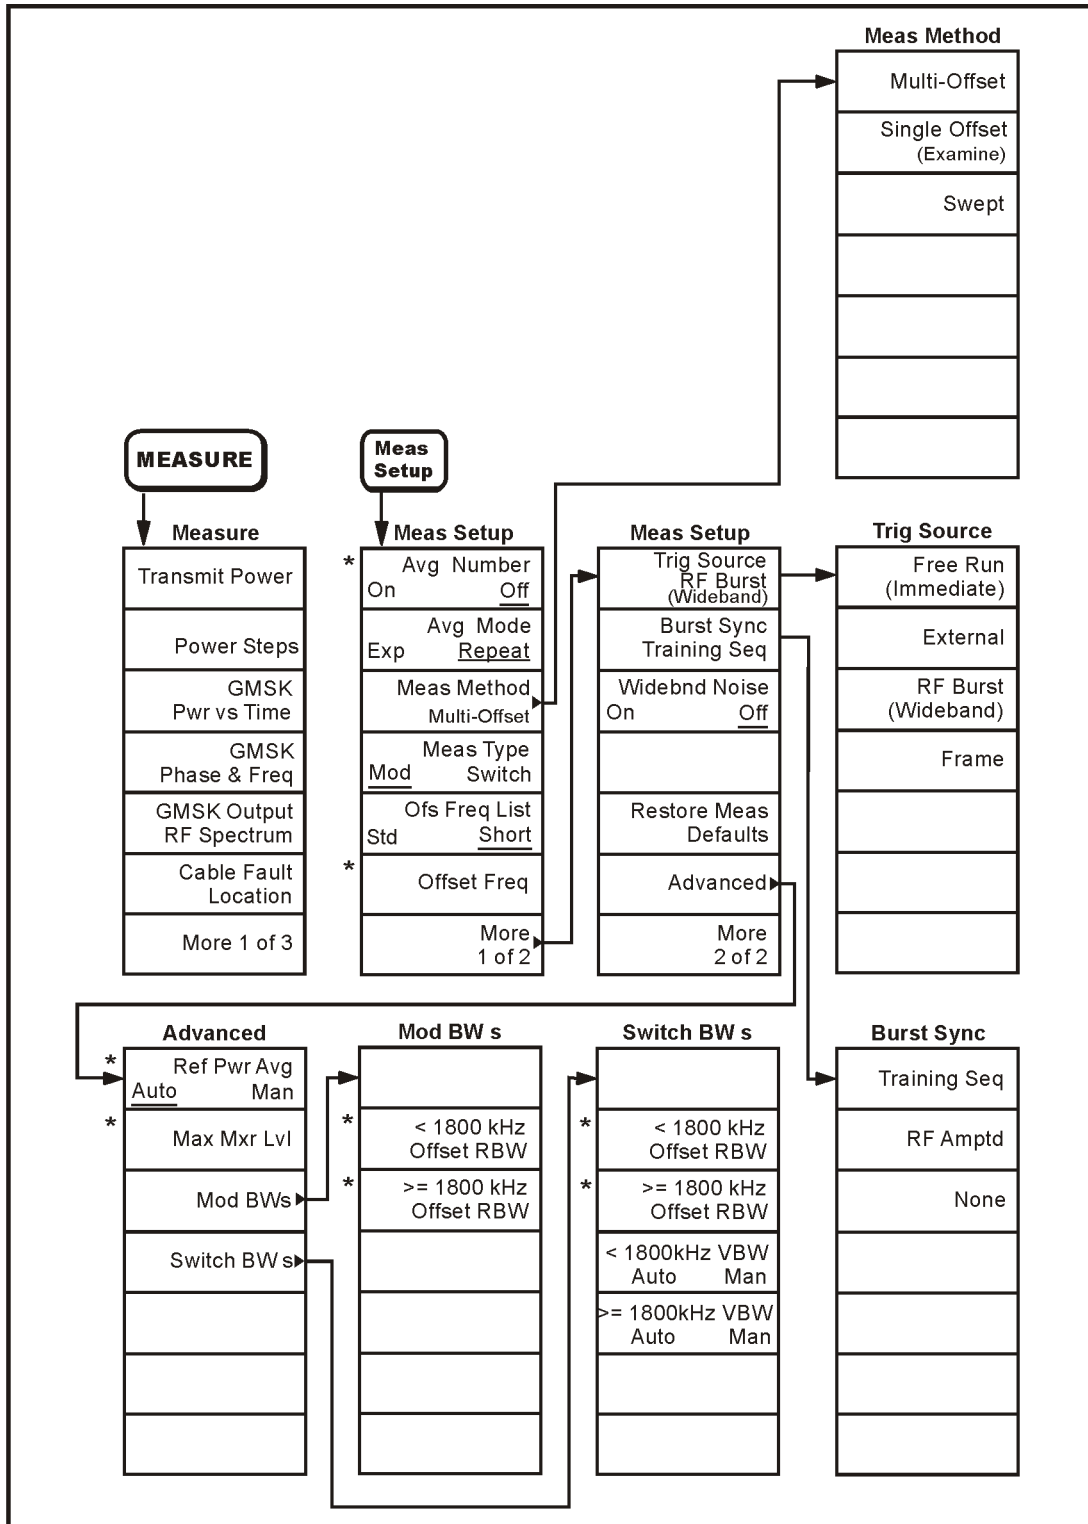 Meas Method
Multi-Offset
Single Offset
(Examine)
Swept
MEASURE
Meas
Setup
Measure
Transmit Power
Power Steps
GMSK
Pwr vs Time
GMSK
Phase & Freq
GMSK Output
RF Spectrum
Cable Fault
Location
More 1 of 3
Meas Setup
* Avg Number
On Off
Avg Mode
Exp Repeat
Meas Method
Multi-Offset
Meas Type
Mod Switch
Ofs Freq List
Std Short
* Offset Freq
More
1 of 2
Meas Setup
Trig Source
RF Burst
(Wideband)
Burst Sync
Training Seq
Widebnd Noise
On Off
Restore Meas
Defaults
Advanced
More
2 of 2
Trig Source
Free Run
(Immediate)
External
RF Burst
(Wideband)
Frame
Advanced
* Ref Pwr Avg
Auto Man
* Max Mxr Lvl
Mod BWs
Switch BW s
Mod BW s
* < 1800 kHz
Offset RBW
* >= 1800 kHz
Offset RBW
Switch BW s
* < 1800 kHz
Offset RBW
* >= 1800 kHz
Offset RBW
< 1800kHz VBW
Auto Man
>= 1800kHz VBW
Auto Man
Burst Sync
Training Seq
RF Amptd
None